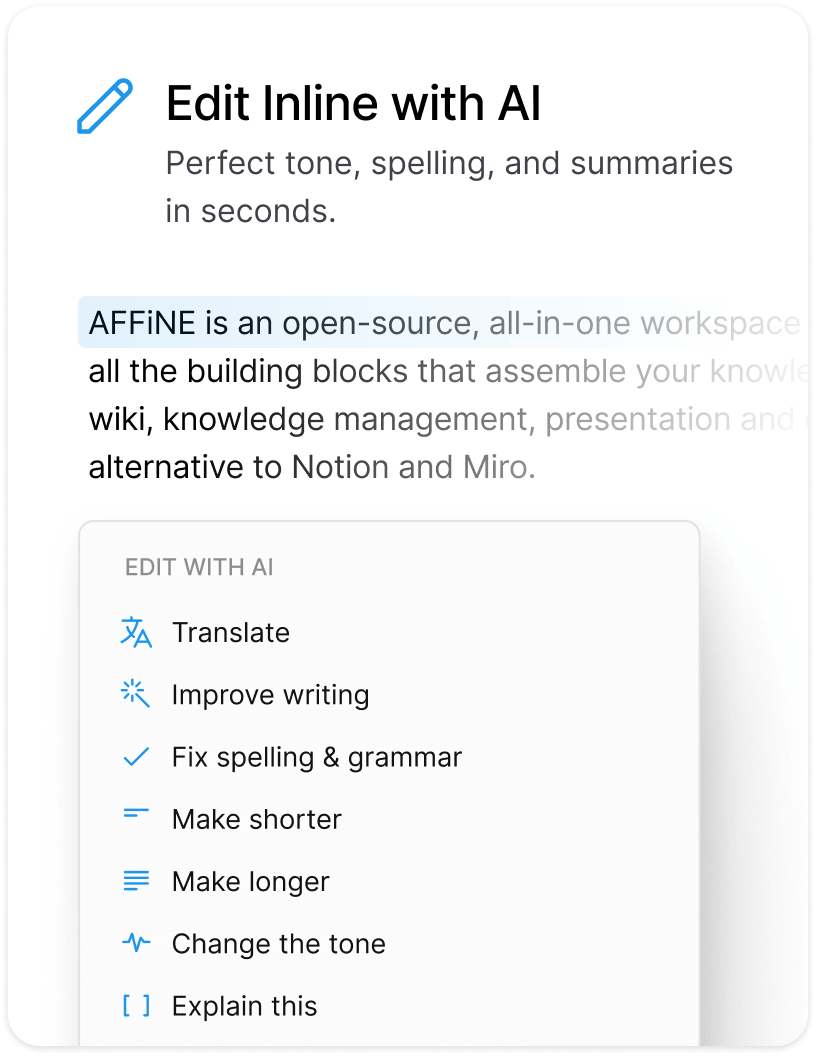 Edit Inline with AI
Perfect tone, spelling, and summaries
in seconds.
AFFiNE is an open-source, all-in-one workspace
all the building blocks that assemble your
wiki, knowledge management, presentation and
alternative to Notion and Miro.
EDIT WITH AI
Translate
Improve writing
Fix spelling & grammar
Make shorter
Make longer
Change the tone
Explain this